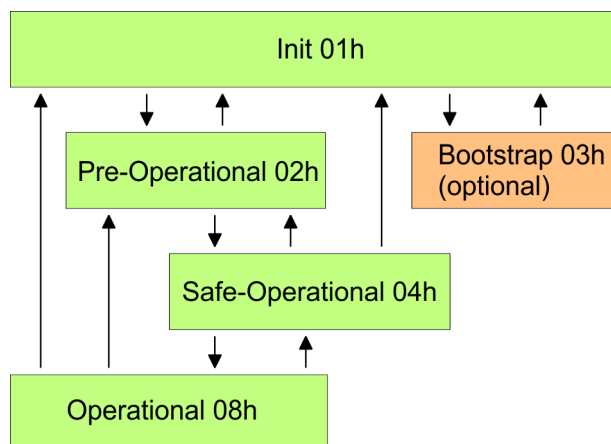 Init 01h
Pre-Operational 02h
Bootstrap 03h
(optional)
Safe-Operational 04h
Operational 08h